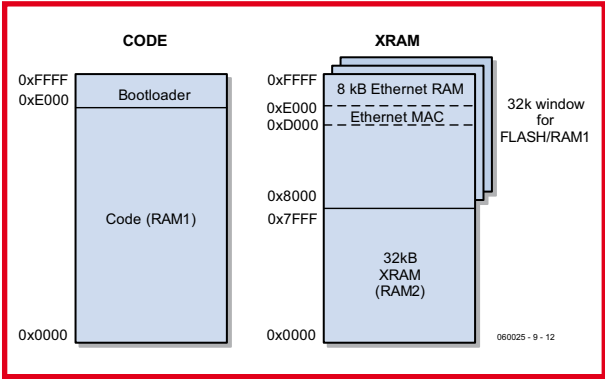 CODE
0xFFFF
0xE000
Bootloader
Code (RAM1)
0x0000
XRAM
0xFFFF
8 kB Ethernet RAM
0xE000
Ethernet MAC
0xD000
0x8000
0x7FFF
32kB
XRAM
(RAM2)
0x0000
32k window
for
FLASH/RAM1
060025 - 9 - 12